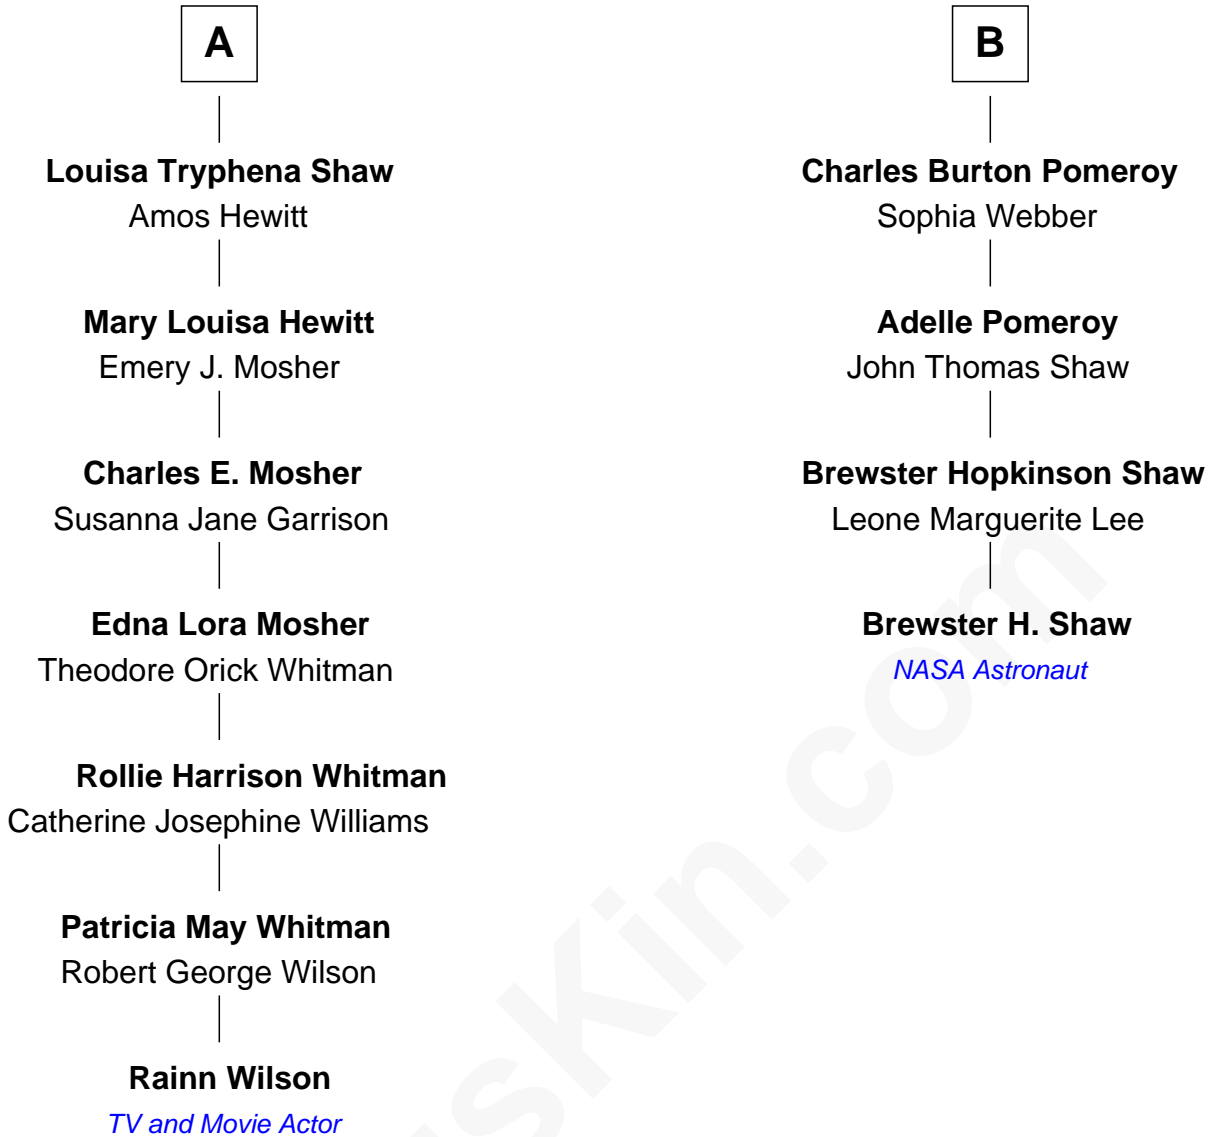 A
Louisa Tryphena Shaw
Amos Hewitt
Mary Louisa Hewitt
Emery J. Mosher
Charles E. Mosher
Susanna Jane Garrison
Edna Lora Mosher
Theodore Orick Whitman
Rollie Harrison Whitman
Catherine Josephine Williams
Patricia May Whitman
Robert George Wilson
Rainn Wilson
TV and Movie Actor
B
Charles Burton Pomeroy
Sophia Webber
Adelle Pomeroy
John Thomas Shaw
Brewster Hopkinson Shaw
Leone Marguerite Lee
Brewster H. Shaw
NASA Astronaut